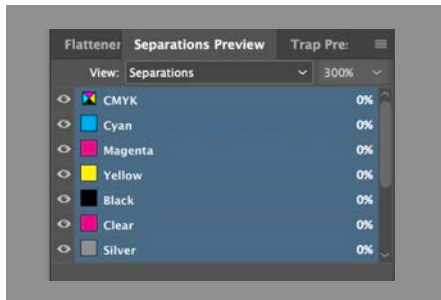 Flattener Separations Preview Trap Pre:
View: Separations 300%
CMYK 0%
Cyan 0%
Magenta 0%
Yellow 0%
Black 0%
Clear 0%
Silver 0%